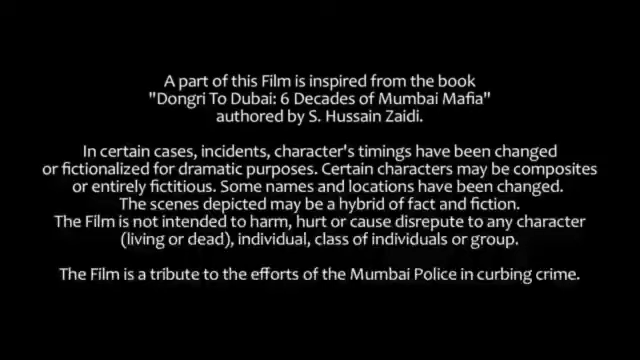 A part of this Film is inspired from the book
"Dongri To Dubai: 6 Decades of Mumbai Mafia"
authored by S. Hussain Zaidi.
In certain cases, incidents, character's timings have been changed
or fictionalized for dramatic purposes. Certain characters may be composites
or entirely fictitious. Some names and locations have been changed.
The scenes depicted may be a hybrid of fact and fiction.
The Film is not intended to harm, hurt or cause disrepute to any character
(living or dead), individual, class of individuals or group.
The Film is a tribute to the efforts of the Mumbai Police in curbing crime.